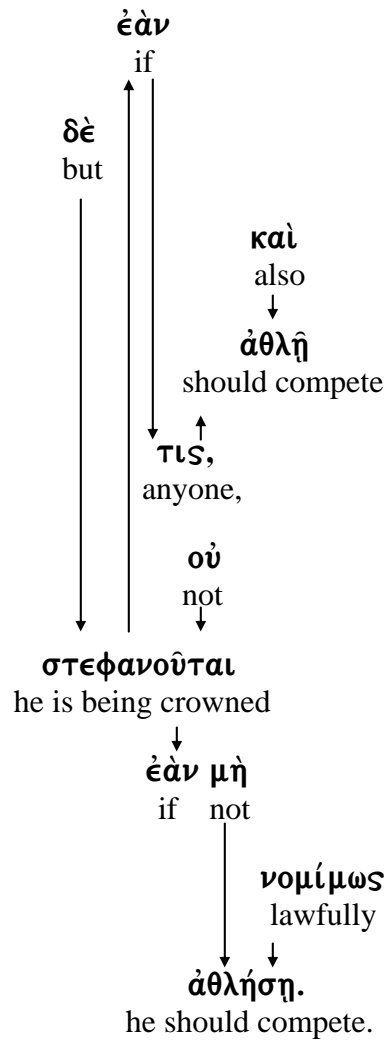 ἐὰν
if
δὲ
but
καὶ
also
ἀθλῇ
should compete
τις,
anyone,
οὐ
not
στεφανοῦται
he is being crowned
ἐὰν μὴ
if not
νομίμως
lawfully
ἀθλήσῃ.
he should compete.